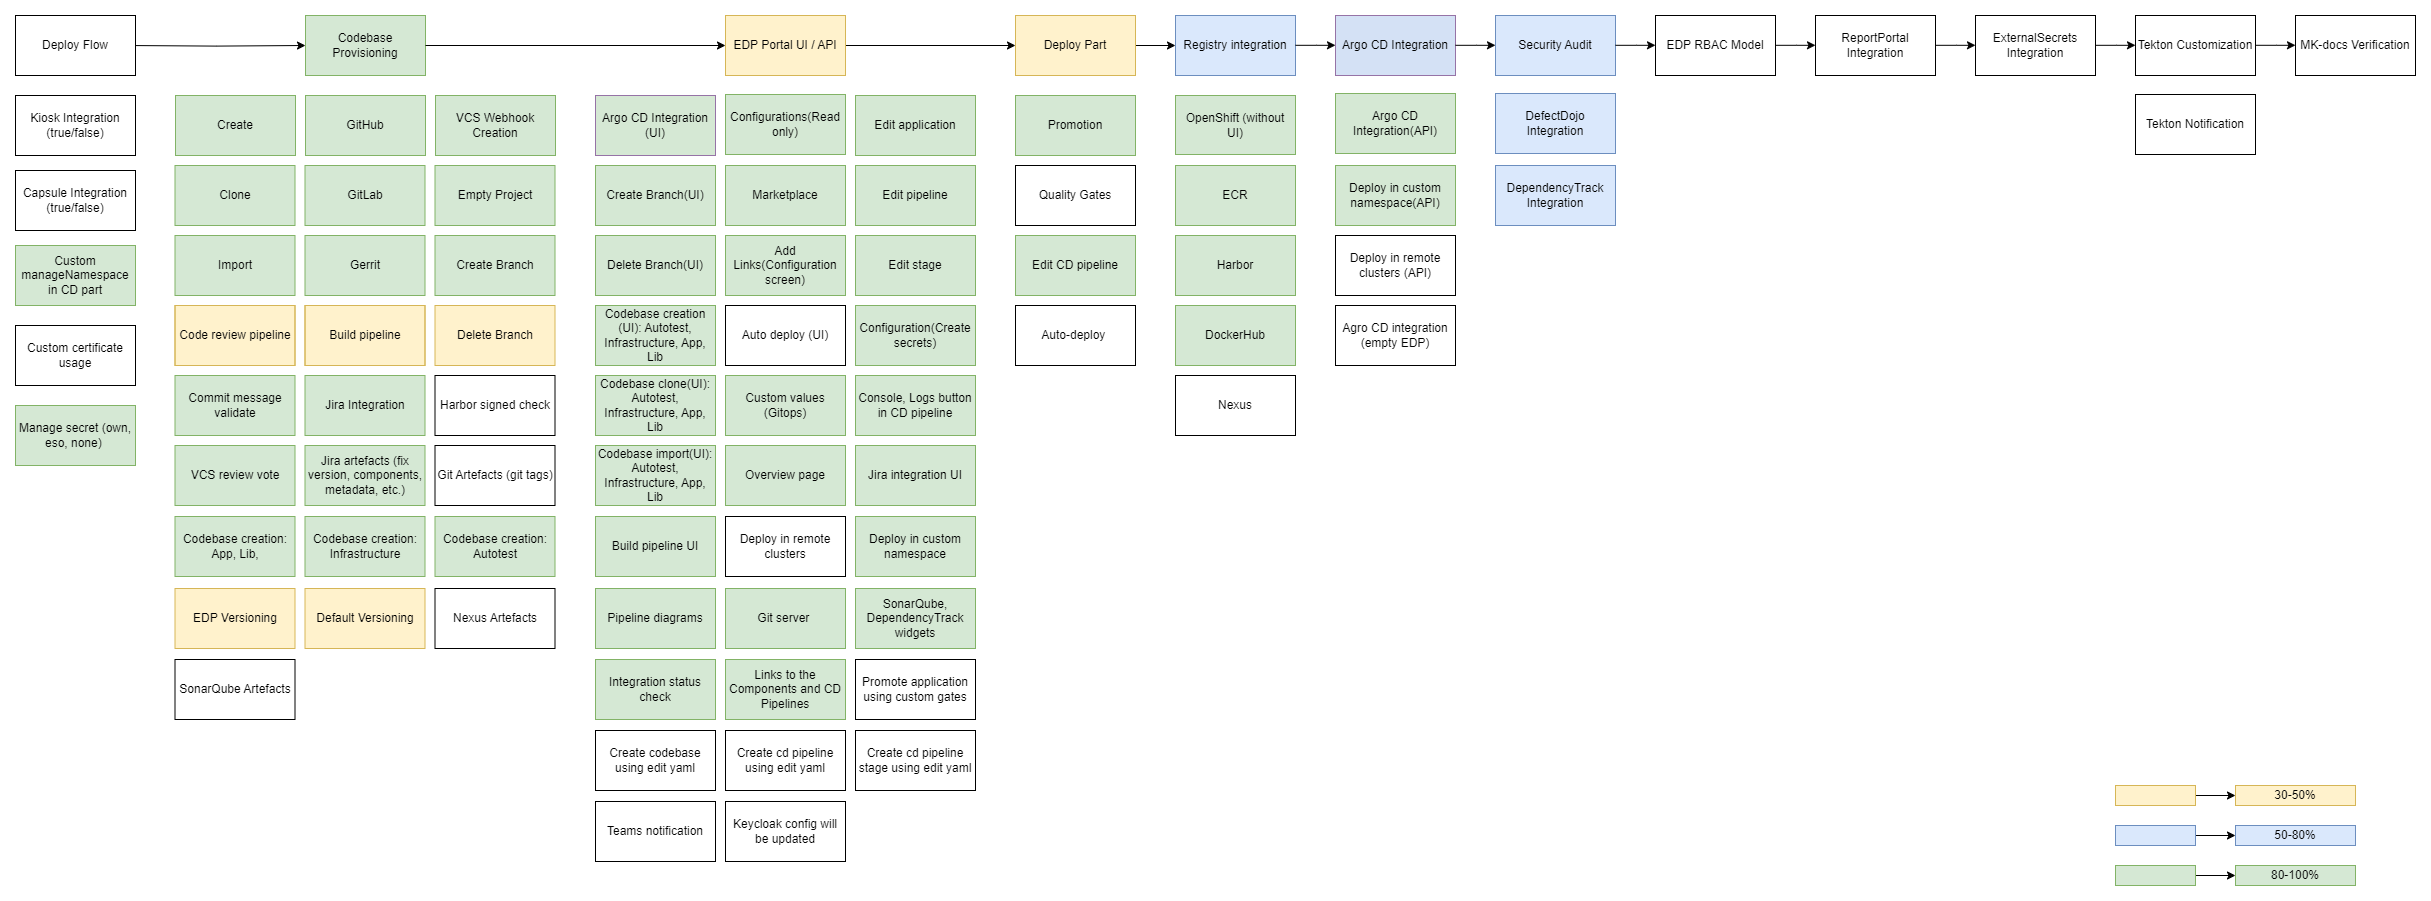 Deploy Flow
Codebase
Provisioning
EDP Portal UI / API
Deploy Part
Registry integration
Argo CD Integration
Security Audit
EDP RBAC Model
ReportPortal
Integration
ExternalSecrets
Integration
Tekton Customization
MK-docs Verification
Kiosk Integration
(true/false)
Capsule Integration
(true/false)
Custom
manageNamespace
in CD part
Custom certificate
usage
Manage secret (own,
eso, none)
Create
GitHub
VCS Webhook
Creation
Clone
GitLab
Empty Project
Import
Gerrit
Create Branch
Code review pipeline
Build pipeline
Delete Branch
Commit message
validate
Jira Integration
Harbor signed check
VCS review vote
Jira artefacts (fix
version, components,
metadata, etc.)
Git Artefacts (git tags)
Codebase creation:
App, Lib,
Codebase creation:
Infrastructure
Codebase creation:
Autotest
EDP Versioning
Default Versioning
Nexus Artefacts
SonarQube Artefacts
Argo CD Integration
(UI)
Configurations(Read
only)
Edit application
Create Branch(UI)
Marketplace
Edit pipeline
Delete Branch(UI)
Add
Links(Configuration
screen)
Edit stage
Codebase creation
(UI): Autotest,
Infrastructure, App,
Lib
Auto deploy (UI)
Configuration(Create
secrets)
Codebase clone(UI):
Autotest,
Infrastructure, App,
Lib
Custom values
(Gitops)
Console, Logs button
in CD pipeline
Codebase import(UI):
Autotest,
Infrastructure, App,
Lib
Overview page
Jira integration UI
Build pipeline UI
Deploy in remote
clusters
Deploy in custom
namespace
Pipeline diagrams
Git server
SonarQube,
DependencyTrack
widgets
Integration status
check
Links to the
Components and CD
Pipelines
Promote application
using custom gates
Create codebase
using edit yaml
Create cd pipeline
using edit yaml
Create cd pipeline
stage using edit yaml
Teams notification
Keycloak config will
be updated
Promotion
Quality Gates
Edit CD pipeline
Auto-deploy
OpenShift (without
UI)
ECR
Harbor
DockerHub
Nexus
Argo CD
Integration(API)
Deploy in custom
namespace(API)
Deploy in remote
clusters (API)
Agro CD integration
(empty EDP)
DefectDojo
Integration
DependencyTrack
Integration
Tekton Notification
30-50%
50-80%
80-100%